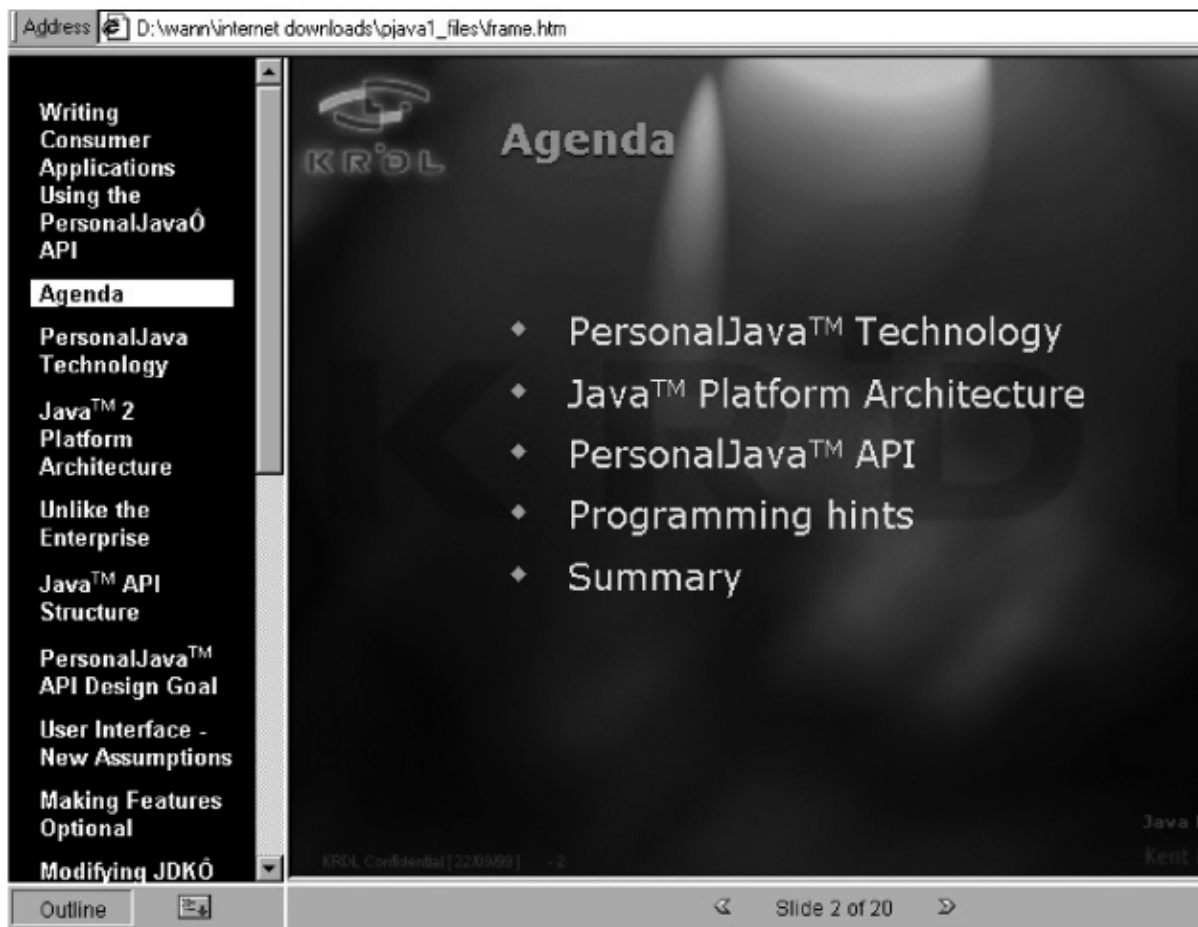 Address D:\wann\internet downloads\pjava1_files\frame.htm
Writing
Consumer
Applications
Using the
PersonalJavaÔ
API
Agenda
PersonalJava
Technology
Java™ 2
Platform
Architecture
Unlike the
Enterprise
Java™ API
Structure
PersonalJava™
API Design Goal
User Interface -
New Assumptions
Making Features
Optional
Modifying JDKÔ
Outline
KRDL
Agenda
PersonalJava™ Technology
Java™ Platform Architecture
PersonalJava™ API
Programming hints
Summary
KRDL Confidential [22/09/99] - 2
Java
Kent
Slide 2 of 20